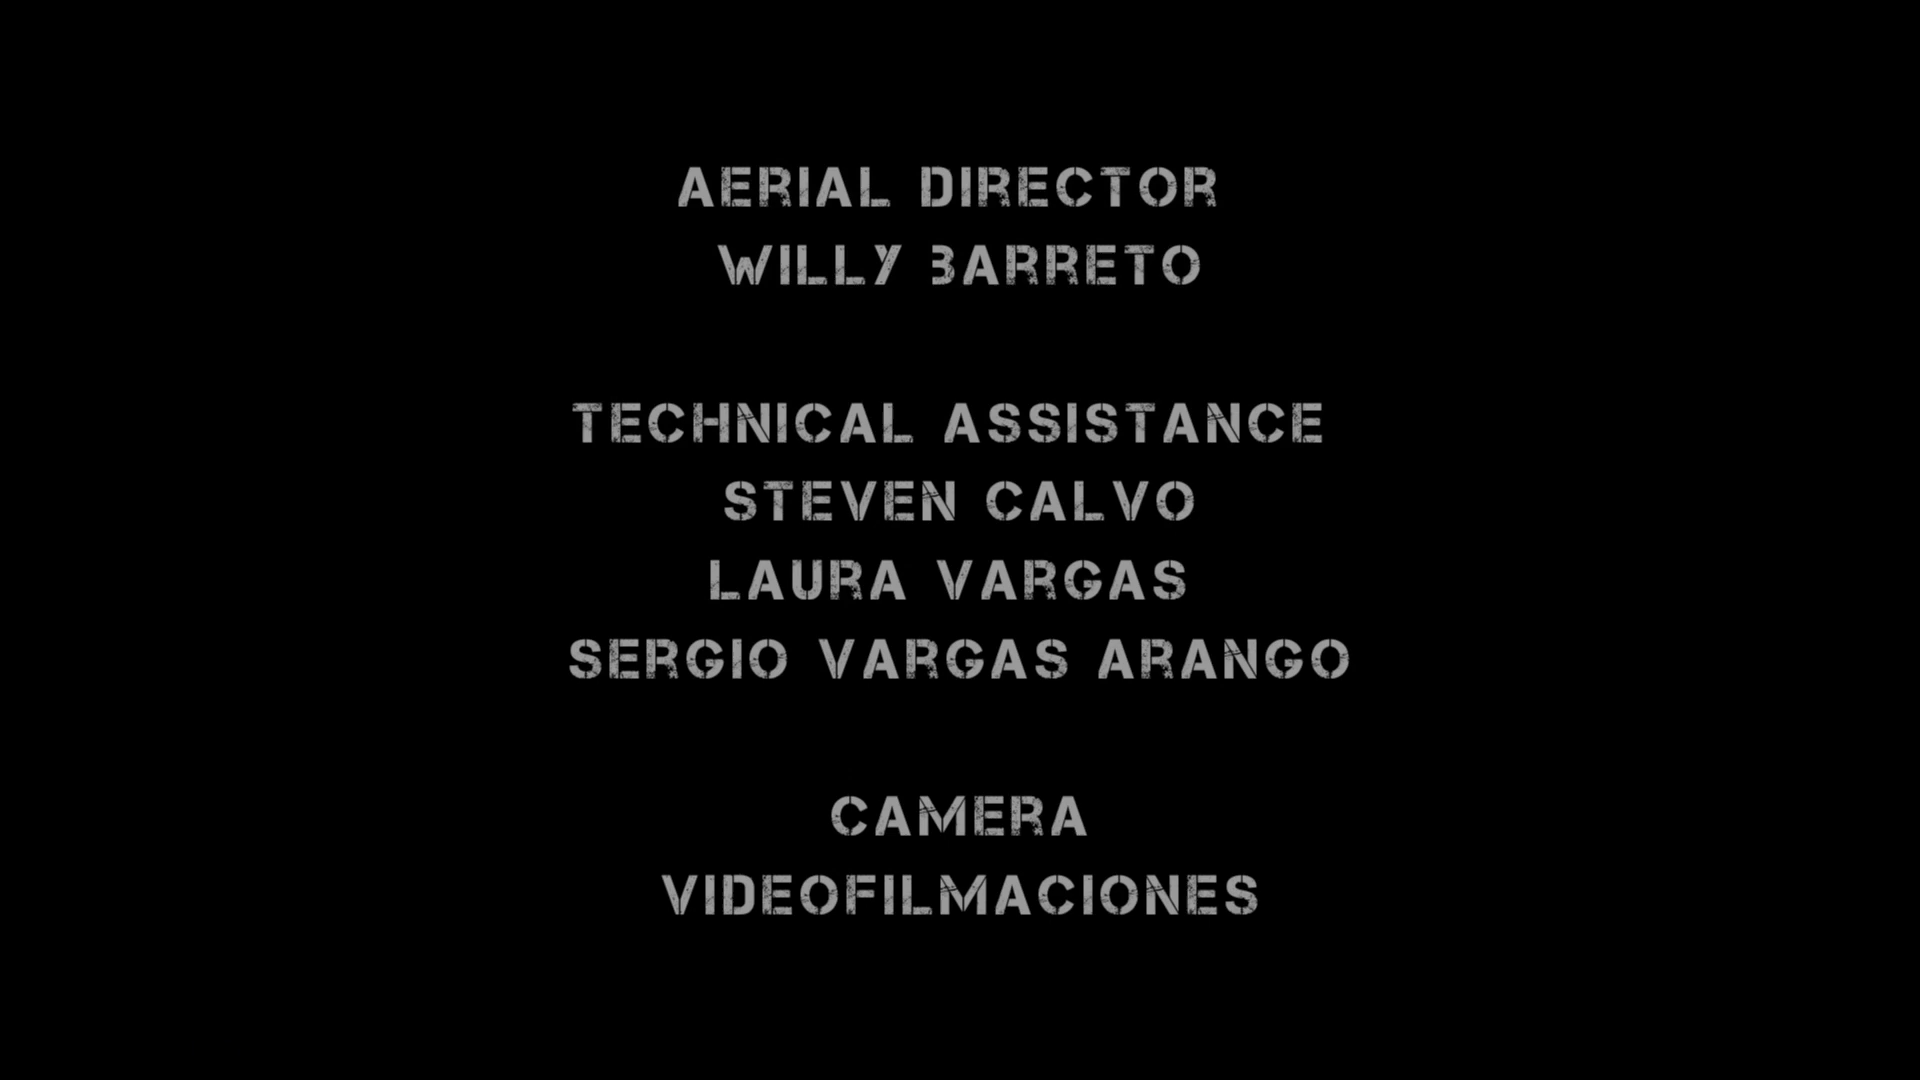 AERIAL DIRECTOR
WILLY BARRETO
TECHNICAL ASSISTANCE
STEVEN CALVO
LAURA VARGAS
SERGIO VARGAS ARANGO
CAMERA
VIDEOFILMACIONES